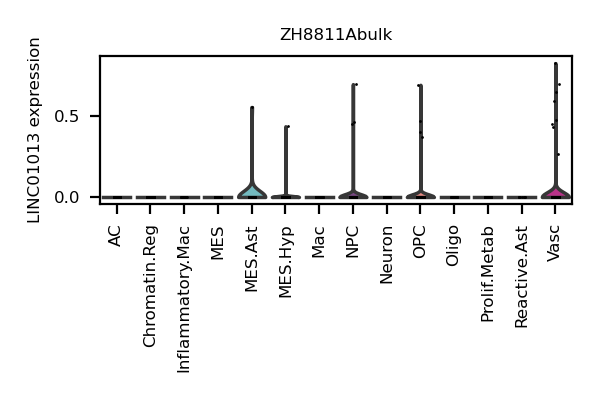 ZH8811Abulk
LINC01013 expression
0.5
0.0
AC
Chromatin.Reg
Inflammatory.Mac
MES
MES.Ast
MES.Hyp
Mac
NPC
Neuron
OPC
Oligo
Prolif.Metab
Reactive.Ast
Vasc